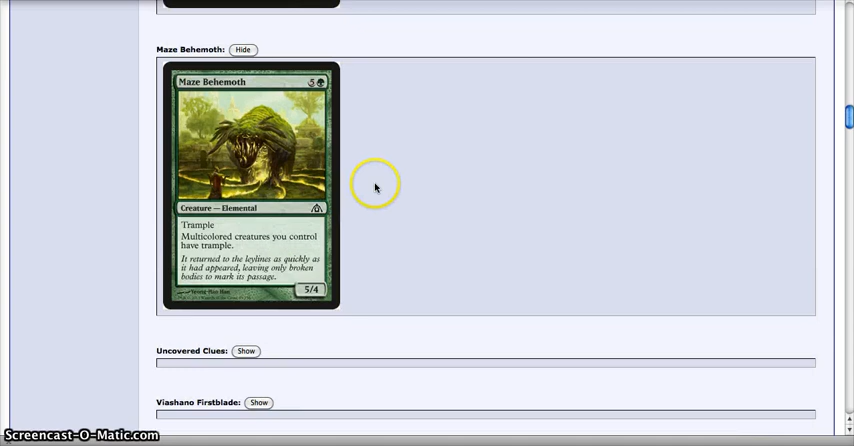 Maze Behemoth: Hide
Maze Behemoth 5
Creature — Elemental
Trample
Multicolored creatures you control
have trample.
It returned to the leylines as quickly as
it had appeared, leaving only broken
bodies to mark its passage.
5/4
Uncovered Clues: Show
Viashano Firstblade: Show
Screencast-O-Matic.com